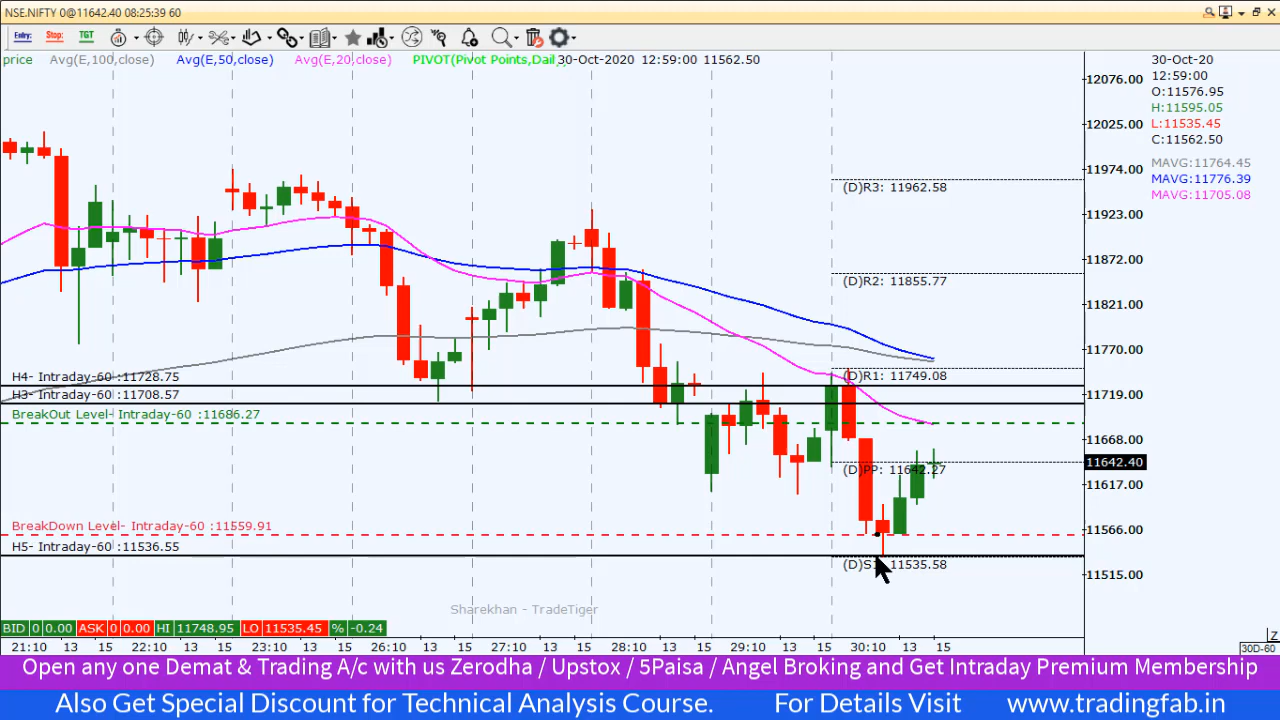 NSE.NIFTY 0@11642.40 08:25:39 60
Entry: Stop: TGT
price Avg(E,100,close) Avg(E,50,close) Avg(E,20,close) PIVOT(Pivot Points,Daily 30-Oct-2020 12:59:00 11562.50
30-Oct-20
12:59:00
O:11576.95
H:11595.05
L:11535.45
C:11562.50
MAVG:11764.45
MAVG:11776.39
MAVG:11705.08
12076.00
12025.00
11974.00
11923.00
11872.00
11821.00
11770.00
11719.00
11668.00
11642.40
11617.00
11566.00
11515.00
(D)R3: 11962.58
(D)R2: 11855.77
(D)R1: 11749.08
(D)PP: 11642.27
(D)S1: 11535.58
H4- Intraday-60 :11728.75
H3- Intraday-60 :11708.57
BreakOut Level- Intraday-60 :11686.27
BreakDown Level- Intraday-60 :11559.91
H5- Intraday-60 :11536.55
Sharekhan - TradeTiger
BID 0 0.00 ASK 0 0.00 HI 11748.95 LO 11535.45 % -0.24
21:10 13 15 22:10 13 15 23:10 13 15 26:10 13 15 27:10 13 15 28:10 13 15 29:10 13 15 30:10 13 15
Z
30D-60
Open any one Demat & Trading A/c with us Zerodha / Upstox / 5Paisa / Angel Broking and Get Intraday Premium Membership
Also Get Special Discount for Technical Analysis Course. For Details Visit www.tradingfab.in